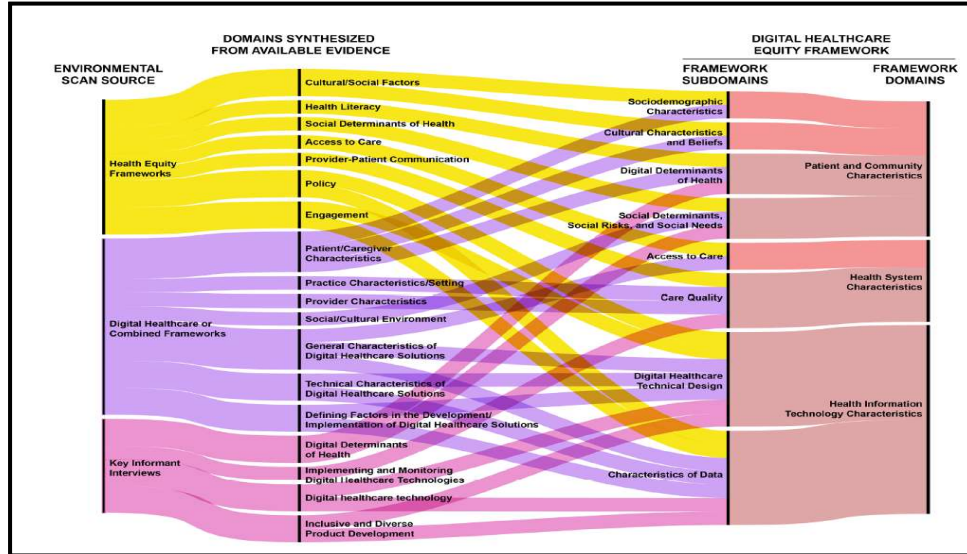 DOMAINS SYNTHESIZED
FROM AVAILABLE EVIDENCE
DIGITAL HEALTHCARE
EQUITY FRAMEWORK
ENVIRONMENTAL
SCAN SOURCE
FRAMEWORK
SUBDOMAINS
FRAMEWORK
DOMAINS
Health Equity
Frameworks
Digital Healthcare or
Combined Frameworks
Key Informant
Interviews
Cultural/Social Factors
Health Literacy
Social Determinants of Health
Access to Care
Provider-Patient Communication
Policy
Engagement
Patient/Caregiver
Characteristics
Practice Characteristics/Setting
Provider Characteristics
Social/Cultural Environment
General Characteristics of
Digital Healthcare Solutions
Technical Characteristics of
Digital Healthcare Solutions
Defining Factors in the Development/
Implementation of Digital Healthcare Solutions
Digital Determinants
of Health
Implementing and Monitoring
Digital Healthcare Technologies
Digital healthcare technology
Inclusive and Diverse
Product Development
Sociodemographic
Characteristics
Cultural Characteristics
and Beliefs
Digital Determinants
of Health
Social Determinants,
Social Risks, and Social Needs
Access to Care
Care Quality
Digital Healthcare
Technical Design
Characteristics of Data
Patient and Community
Characteristics
Health System
Characteristics
Health Information
Technology Characteristics